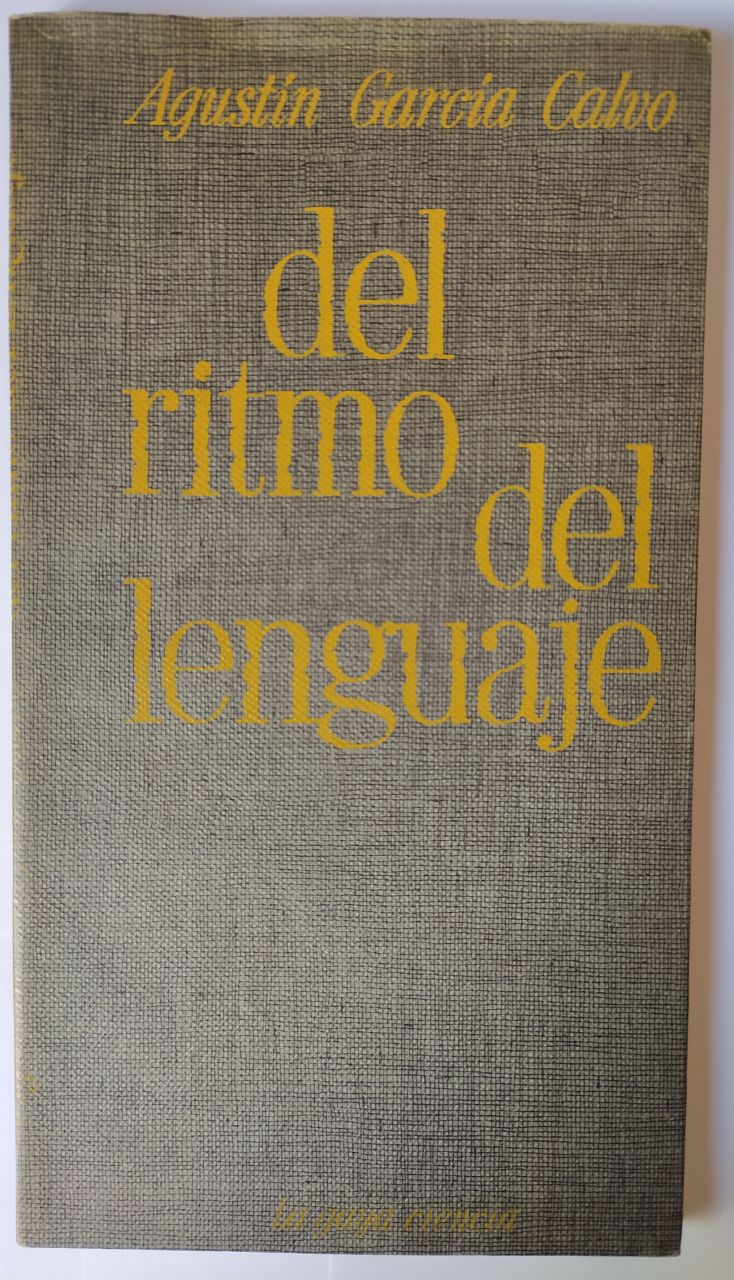 Agustín García Calvo
del
ritmo
del
lenguaje
la gaya ciencia